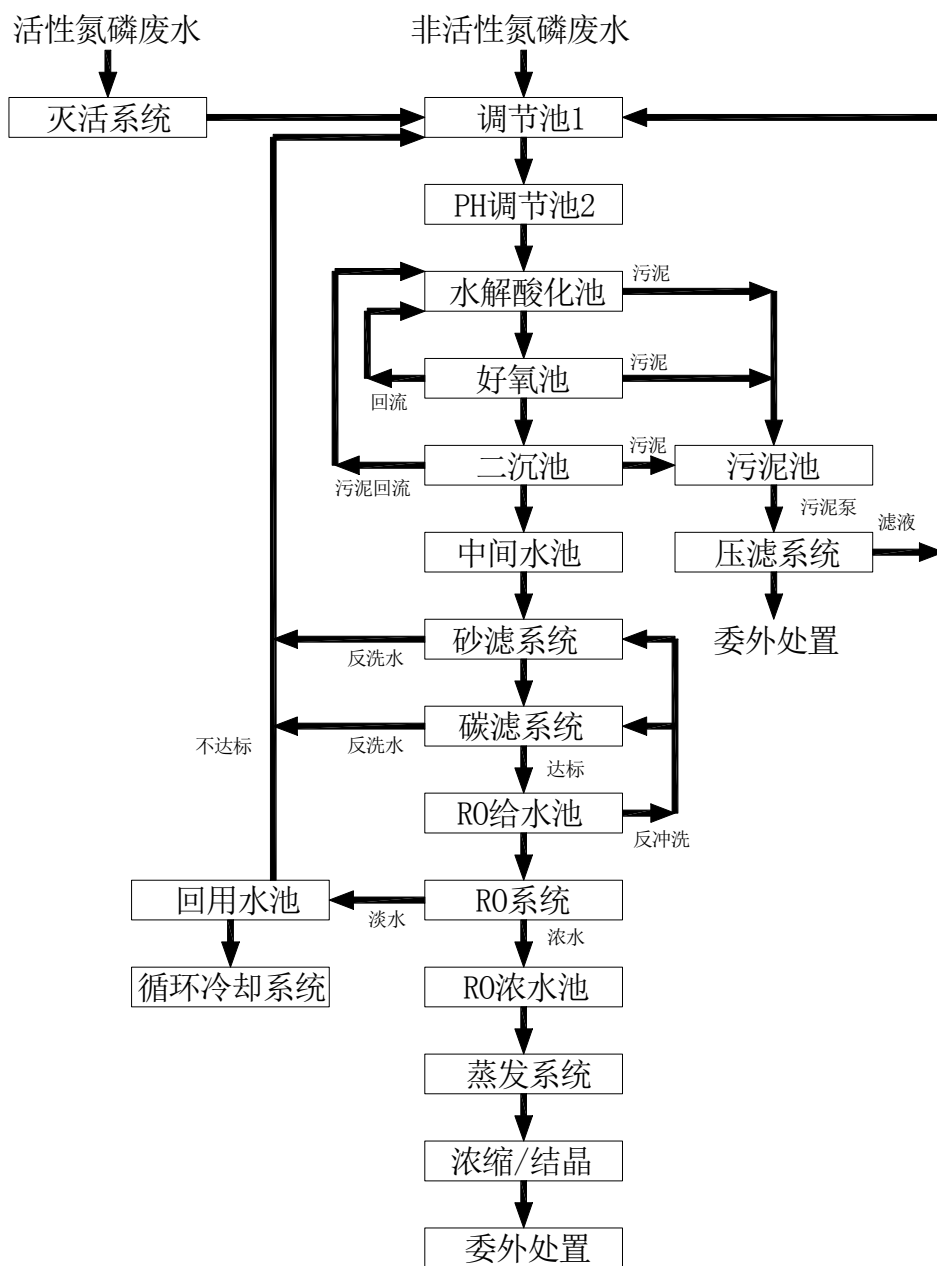 活性氮磷废水
非活性氮磷废水
灭活系统
调节池1
PH调节池2
水解酸化池
污泥
好氧池
污泥
回流
二沉池
污泥
污泥池
污泥回流
污泥泵
滤液
中间水池
压滤系统
砂滤系统
委外处置
反洗水
碳滤系统
反洗水
不达标
达标
RO给水池
反冲洗
回用水池
RO系统
淡水
浓水
循环冷却系统
RO浓水池
蒸发系统
浓缩/结晶
委外处置